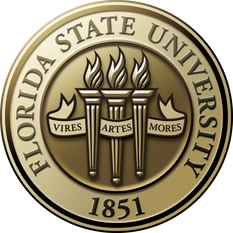 FLORIDA STATE UNIVERSITY
VIRES ARTES MORES
1851